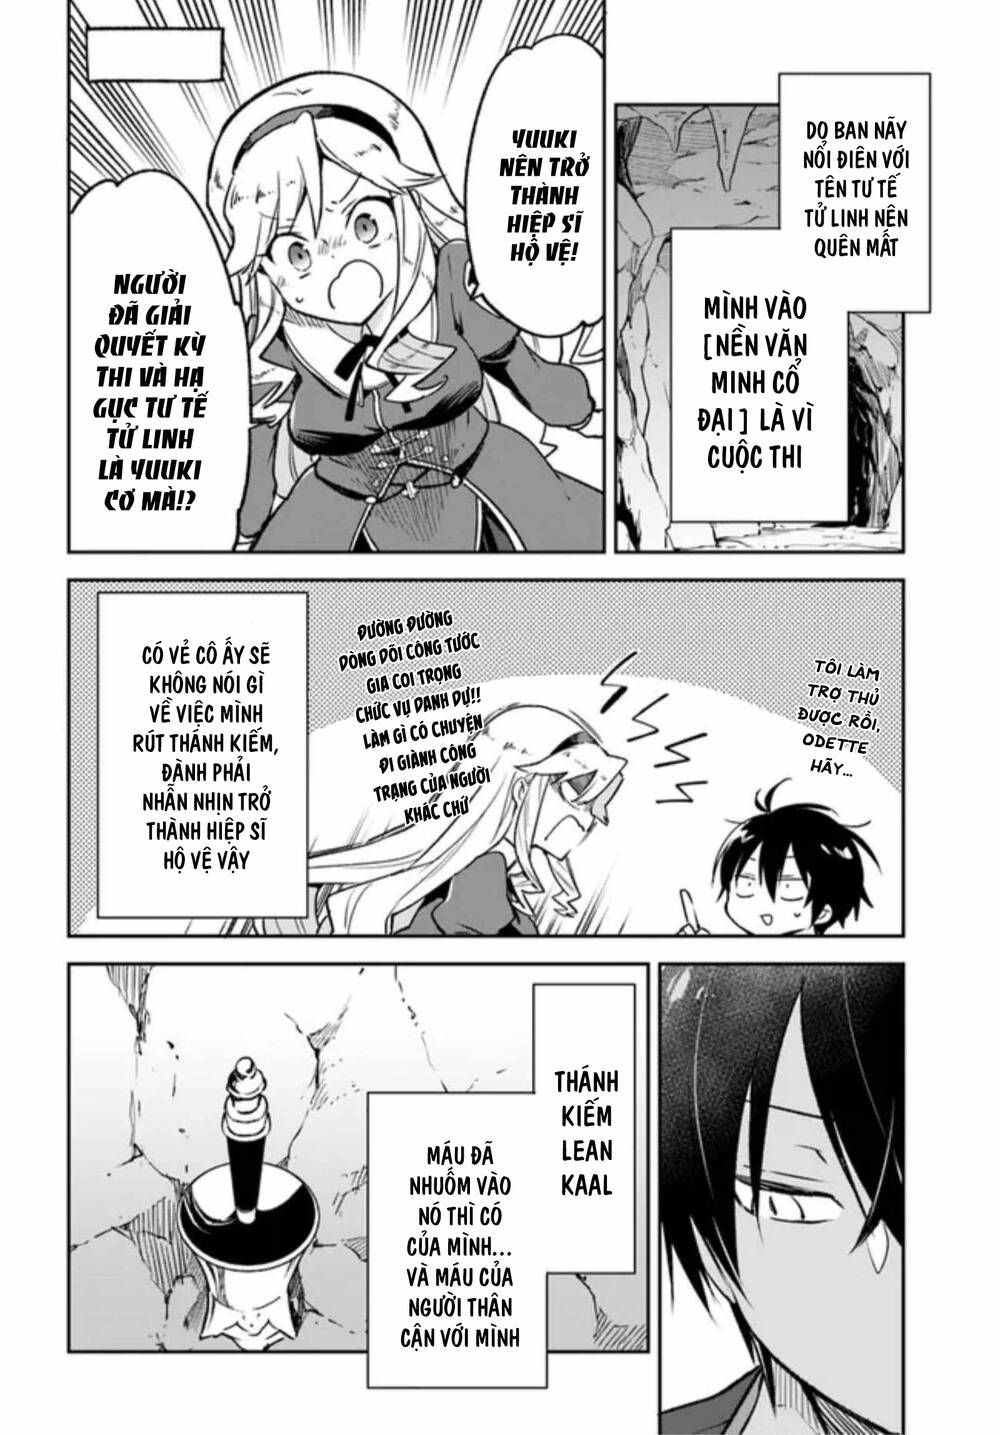 DO BAN NÃY
NỔI ĐIÊN VỚI
TÊN TƯ TẾ
TỬ LINH NÊN
QUÊN MẤT
MÌNH VÀO
[NỀN VĂN
MINH CỔ
ĐẠI] LÀ VÌ
CUỘC THI
YUUKI
NÊN TRỞ
THÀNH
HIỆP SĨ
HỘ VỆ!
NGƯỜI
ĐÃ GIẢI
QUYẾT KỲ
THI VÀ HẠ
GỤC TƯ TẾ
TỬ LINH
LÀ YUUKI
CƠ MÀ!?
TÔI LÀM
TRỢ THỦ
ĐƯỢC RỒI,
ODETTE
HÃY...
ĐƯỜNG ĐƯỜNG
DÒNG DÕI CÔNG TƯỚC
GIA COI TRỌNG
CHỨC VỤ DANH DỰ!!
LÀM GÌ CÓ CHUYỆN
ĐI GIÀNH CÔNG
TRẠNG CỦA NGƯỜI
KHÁC CHỨ
CÓ VẺ CÔ ẤY SẼ
KHÔNG NÓI GÌ
VỀ VIỆC MÌNH
RÚT THÁNH KIẾM,
ĐÀNH PHẢI
NHẪN NHỊN TRỞ
THÀNH HIỆP SĨ
HỘ VỆ VẬY
THÁNH
KIẾM
LEAN
KAAL
MÁU ĐÃ
NHUỐM VÀO
NÓ THÌ CÓ
CỦA MÌNH...
VÀ MÁU CỦA
NGƯỜI THÂN
CẬN VỚI MÌNH